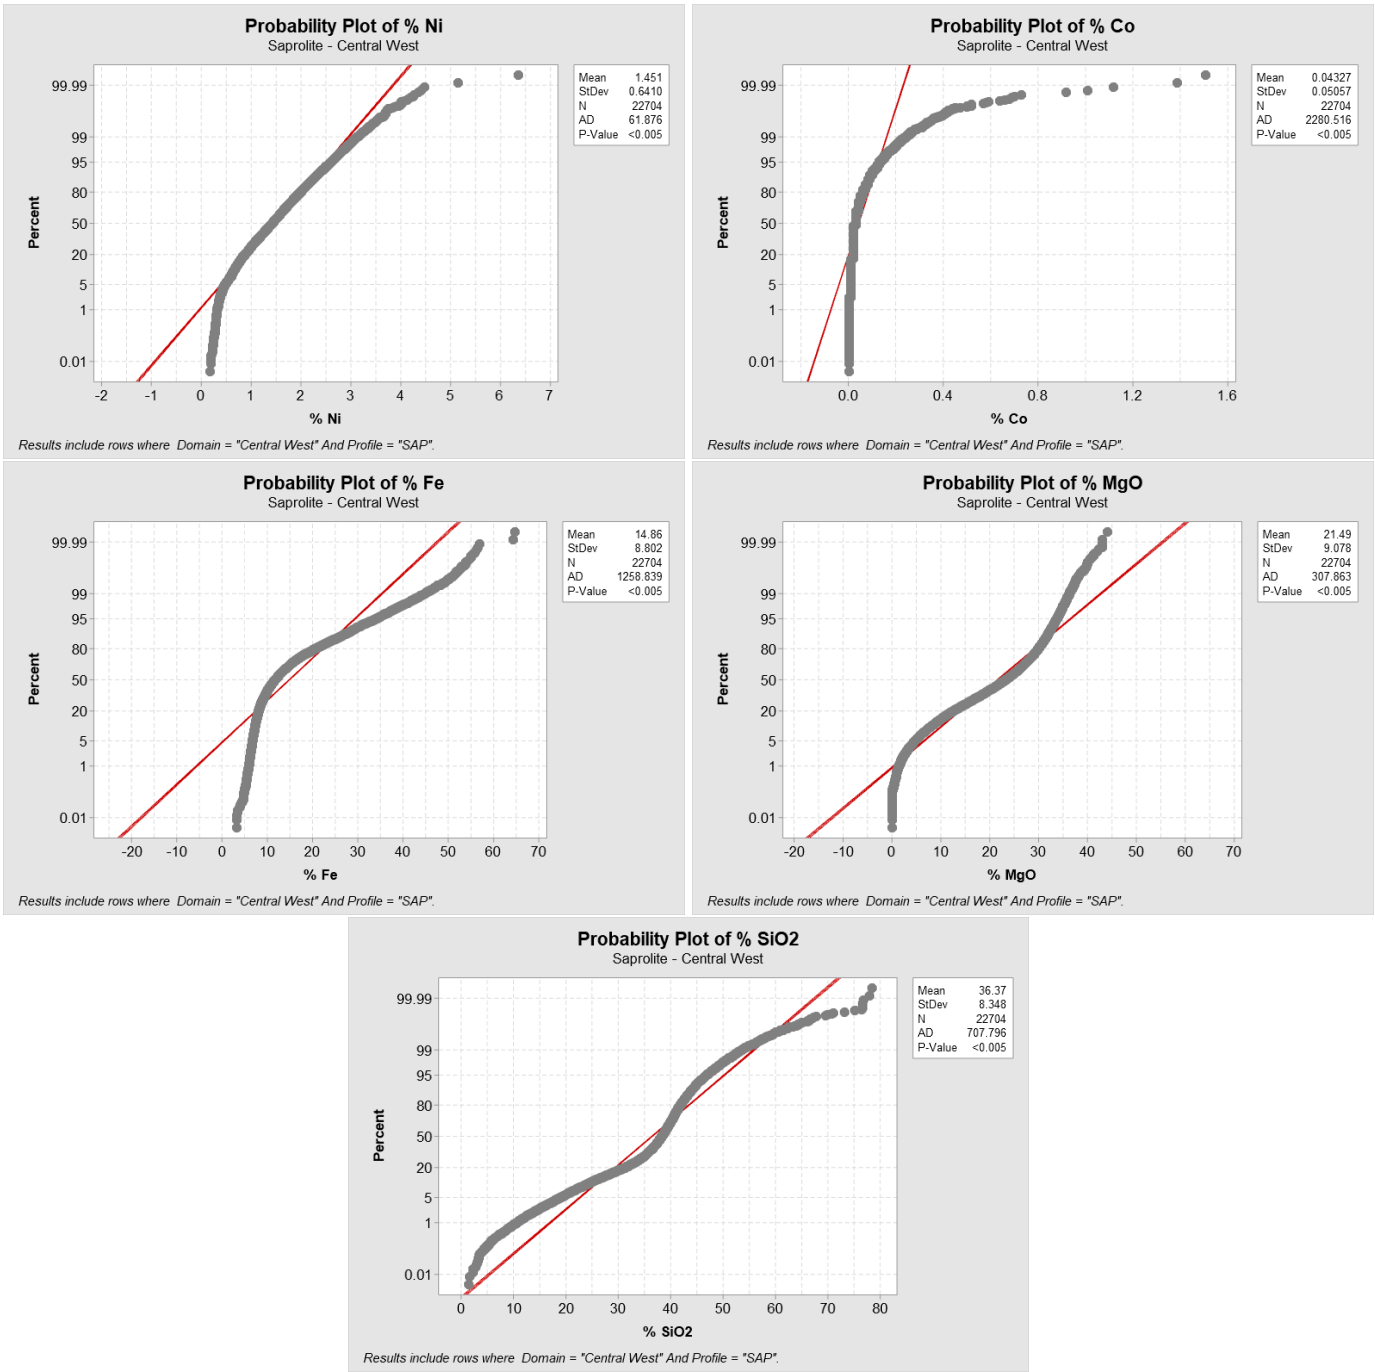 Probability Plot of % Ni
Saprolite - Central West
Mean 1.451
StDev 0.6410
N 22704
AD 61.876
P-Value <0.005
99.99
99
95
80
50
20
5
1
0.01
Percent
-2 -1 0 1 2 3 4 5 6 7
% Ni
Results include rows where Domain = "Central West" And Profile = "SAP".
Probability Plot of % Co
Saprolite - Central West
Mean 0.04327
StDev 0.05057
N 22704
AD 2280.516
P-Value <0.005
99.99
99
95
80
50
20
5
1
0.01
Percent
0.0 0.4 0.8 1.2 1.6
% Co
Results include rows where Domain = "Central West" And Profile = "SAP".
Probability Plot of % Fe
Saprolite - Central West
Mean 14.86
StDev 8.802
N 22704
AD 1258.839
P-Value <0.005
99.99
99
95
80
50
20
5
1
0.01
Percent
-20 -10 0 10 20 30 40 50 60 70
% Fe
Results include rows where Domain = "Central West" And Profile = "SAP".
Probability Plot of % MgO
Saprolite - Central West
Mean 21.49
StDev 9.078
N 22704
AD 307.863
P-Value <0.005
99.99
99
95
80
50
20
5
1
0.01
Percent
-20 -10 0 10 20 30 40 50 60 70
% MgO
Results include rows where Domain = "Central West" And Profile = "SAP".
Probability Plot of % SiO2
Saprolite - Central West
Mean 36.37
StDev 8.348
N 22704
AD 707.796
P-Value <0.005
99.99
99
95
80
50
20
5
1
0.01
Percent
0 10 20 30 40 50 60 70 80
% SiO2
Results include rows where Domain = "Central West" And Profile = "SAP".